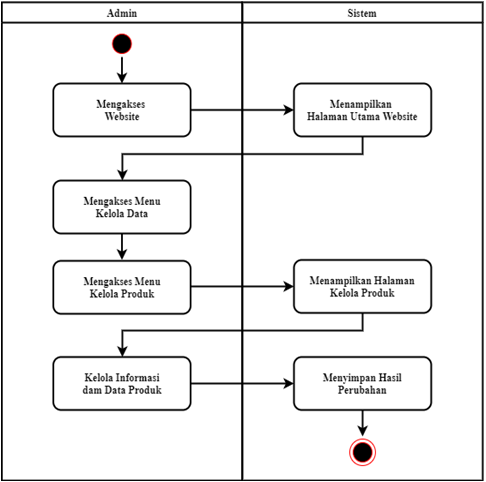 Admin
Sistem
Mengakses
Website
Menampilkan
Halaman Utama Website
Mengakses Menu
Kelola Data
Mengakses Menu
Kelola Produk
Menampilkan Halaman
Kelola Produk
Kelola Informasi
dam Data Produk
Menyimpan Hasil
Perubahan